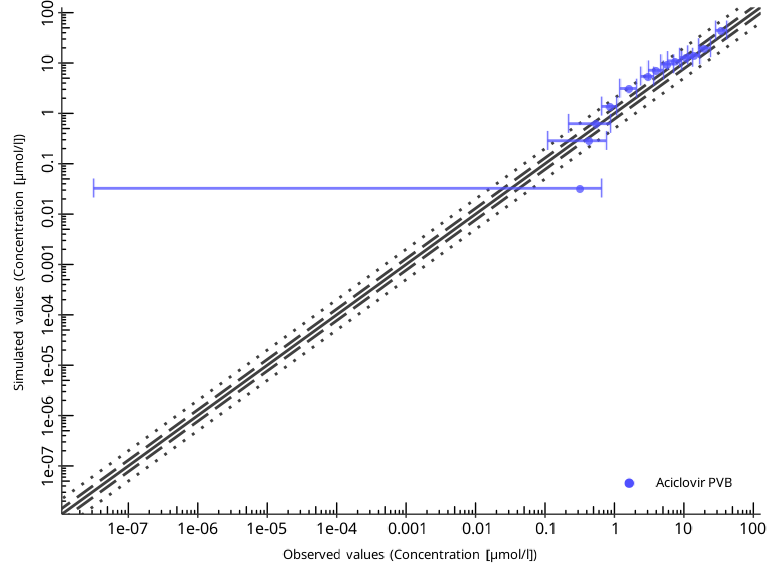 100
10
1
0.1
0.01
0.001
1e-04
1e-05
1e-06
1e-07
Simulated values (Concentration [µmol/l])
Aciclovir PVB
1e-07 1e-06 1e-05 1e-04 0.001 0.01 0.1 1 10 100
Observed values (Concentration [µmol/l])